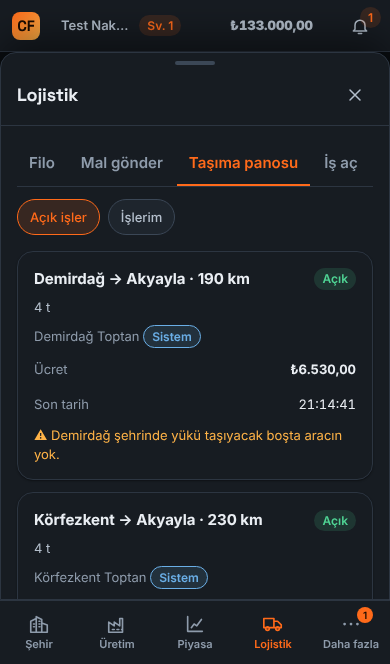 CF Test Nak... Sv. 1 ₺133.000,00 1
Lojistik
Filo Mal gönder Taşıma panosu İş aç
Açık işler İşlerim
Demirdağ → Akyayla · 190 km Açık
4 t
Demirdağ Toptan Sistem
Ücret ₺6.530,00
Son tarih 21:14:41
Demirdağ şehrinde yükü taşıyacak boşta aracın
yok.
Körfezkent → Akyayla · 230 km Açık
4 t
Körfezkent Toptan Sistem
1
Şehir Üretim Piyasa Lojistik Daha fazla